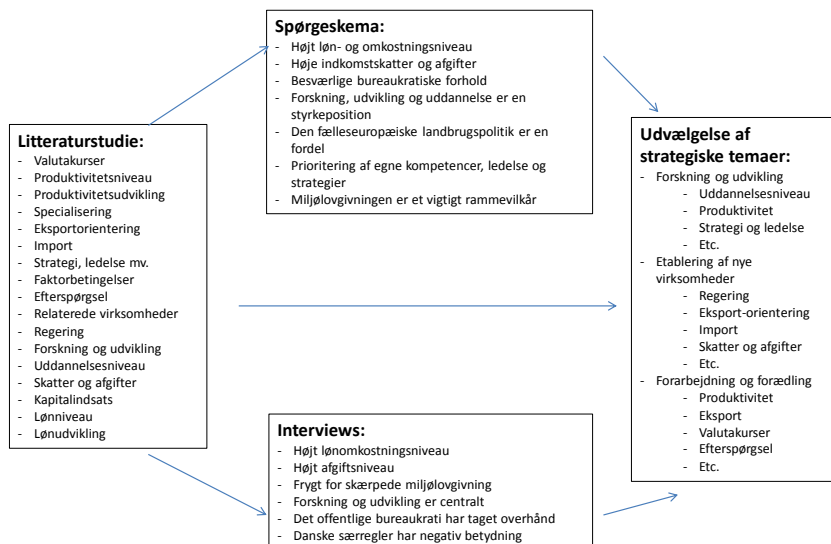 Spørgeskema:
- Højt løn- og omkostningsniveau
- Høje indkomstskatter og afgifter
- Besværlige bureaukratiske forhold
- Forskning, udvikling og uddannelse er en
styrkeposition
- Den fælleseuropæiske landbrugspolitik er en
fordel
- Prioritering af egne kompetencer, ledelse og
strategier
- Miljølovgivningen er et vigtigt rammevilkår
Litteraturstudie:
- Valutakurser
- Produktivitetsniveau
- Produktivitetsudvikling
- Specialisering
- Eksportorientering
- Import
- Strategi, ledelse mv.
- Faktorbetingelser
- Efterspørgsel
- Relaterede virksomheder
- Regering
- Forskning og udvikling
- Uddannelsesniveau
- Skatter og afgifter
- Kapitalindsats
- Lønniveau
- Lønudvikling
Interviews:
- Højt lønomkostningsniveau
- Højt afgiftsniveau
- Frygt for skærpede miljølovgivning
- Forskning og udvikling er centralt
- Det offentlige bureaukrati har taget overhånd
- Danske særregler har negativ betydning
Udvælgelse af
strategiske temaer:
- Forskning og udvikling
- Uddannelsesniveau
- Produktivitet
- Strategi og ledelse
- Etc.
- Etablering af nye
virksomheder
- Regering
- Eksport-orientering
- Import
- Skatter og afgifter
- Etc.
- Forarbejdning og forædling
- Produktivitet
- Eksport
- Valutakurser
- Efterspørgsel
- Etc.